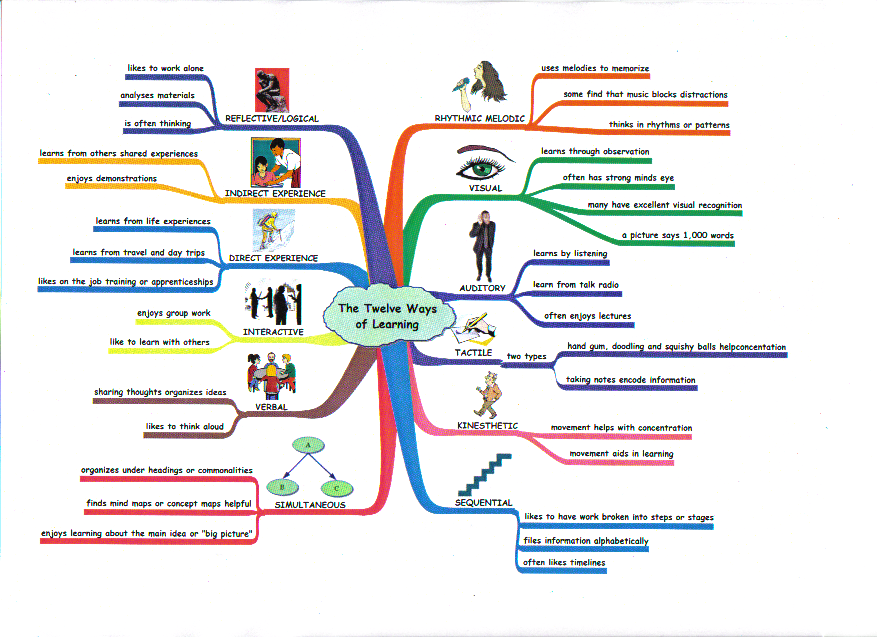 The Twelve Ways
of Learning
likes to work alone
analyses materials
is often thinking
REFLECTIVE/LOGICAL
learns from others shared experiences
enjoys demonstrations
INDIRECT EXPERIENCE
learns from life experiences
learns from travel and day trips
likes on the job training or apprenticeships
DIRECT EXPERIENCE
enjoys group work
like to learn with others
INTERACTIVE
sharing thoughts organizes ideas
likes to think aloud
VERBAL
A
B
C
organizes under headings or commonalities
finds mind maps or concept maps helpful
enjoys learning about the main idea or "big picture"
SIMULTANEOUS
RHYTHMIC MELODIC
uses melodies to memorize
some find that music blocks distractions
thinks in rhythms or patterns
VISUAL
learns through observation
often has strong minds eye
many have excellent visual recognition
a picture says 1,000 words
AUDITORY
learns by listening
learn from talk radio
often enjoys lectures
TACTILE
two types
hand gum, doodling and squishy balls helpconcentation
taking notes encode information
KINESTHETIC
movement helps with concentration
movement aids in learning
SEQUENTIAL
likes to have work broken into steps or stages
files information alphabetically
often likes timelines